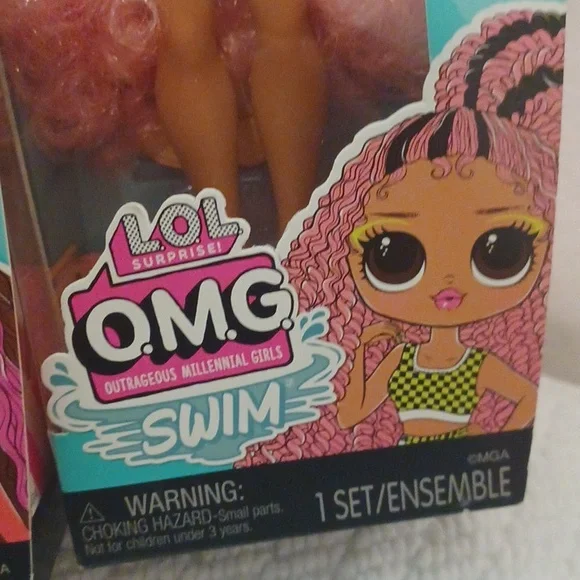 L.O.L
SURPRISE!
O.M.G.
OUTRAGEOUS MILLENNIAL GIRLS
SWIM
©MGA
WARNING:
CHOKING HAZARD-Small parts.
Not for children under 3 years.
1 SET/ENSEMBLE
A